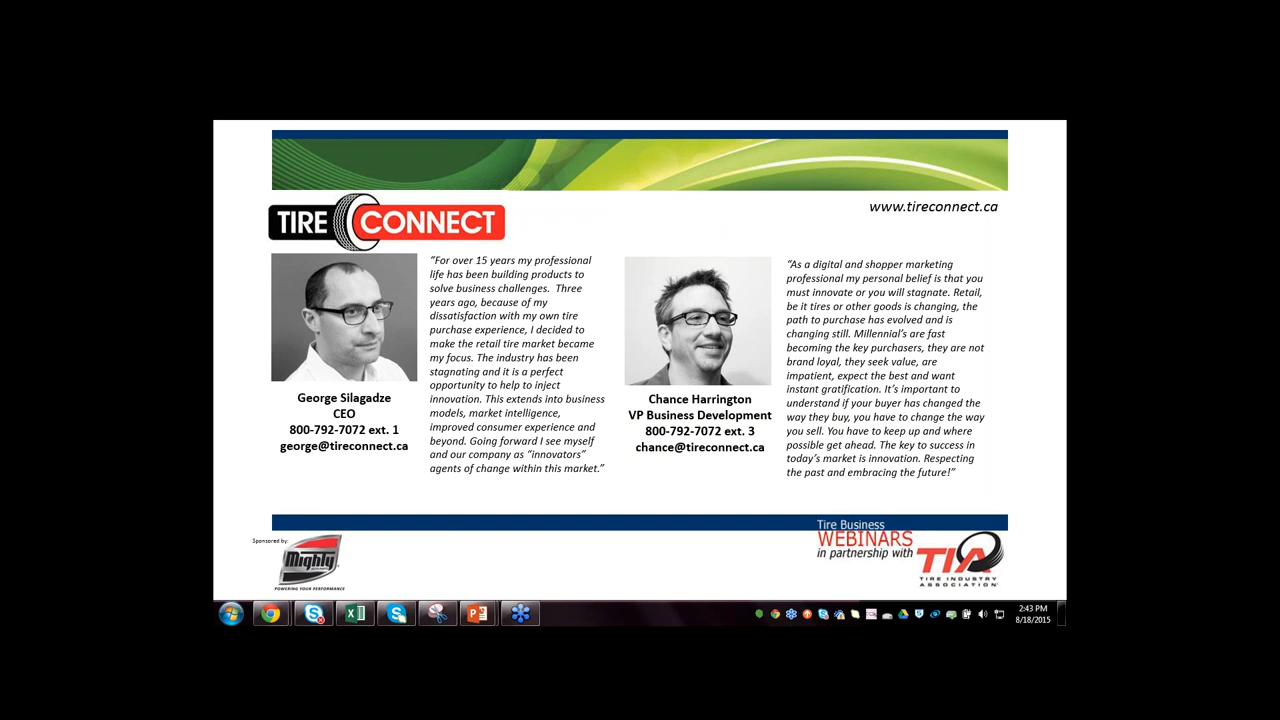 www.tireconnect.ca
TIRE CONNECT
“For over 15 years my professional
life has been building products to
solve business challenges. Three
years ago, because of my
dissatisfaction with my own tire
purchase experience, I decided to
make the retail tire market became
my focus. The industry has been
stagnating and it is a perfect
opportunity to help to inject
innovation. This extends into business
models, market intelligence,
improved consumer experience and
beyond. Going forward I see myself
and our company as “innovators”
agents of change within this market.”
George Silagadze
CEO
800-792-7072 ext. 1
george@tireconnect.ca
“As a digital and shopper marketing
professional my personal belief is that you
must innovate or you will stagnate. Retail,
be it tires or other goods is changing, the
path to purchase has evolved and is
changing still. Millennial’s are fast
becoming the key purchasers, they are not
brand loyal, they seek value, are
impatient, expect the best and want
instant gratification. It’s important to
understand if your buyer has changed the
way they buy, you have to change the way
you sell. You have to keep up and where
possible get ahead. The key to success in
today’s market is innovation. Respecting
the past and embracing the future!”
Chance Harrington
VP Business Development
800-792-7072 ext. 3
chance@tireconnect.ca
Sponsored by:
Mighty
POWERING YOUR PERFORMANCE
Tire Business
WEBINARS
in partnership with
TIA
TIRE INDUSTRY
ASSOCIATION
2:43 PM
8/18/2015